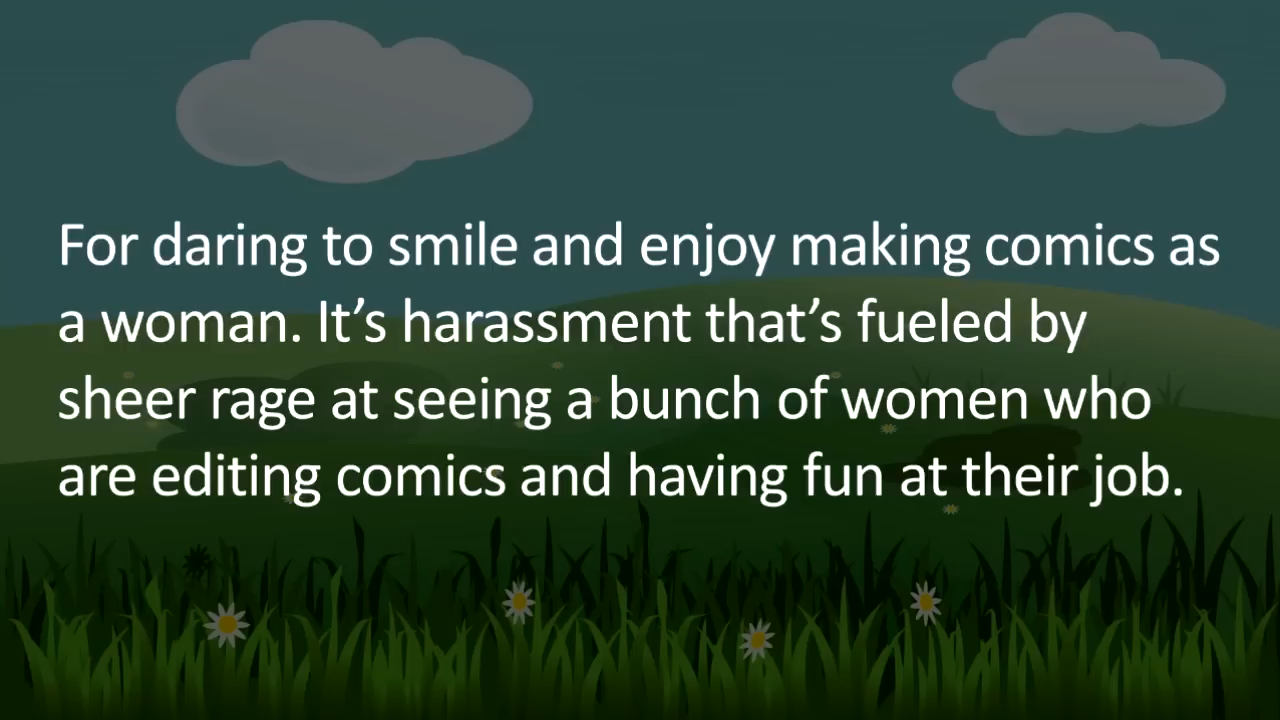 For daring to smile and enjoy making comics as
a woman. It’s harassment that’s fueled by
sheer rage at seeing a bunch of women who
are editing comics and having fun at their job.